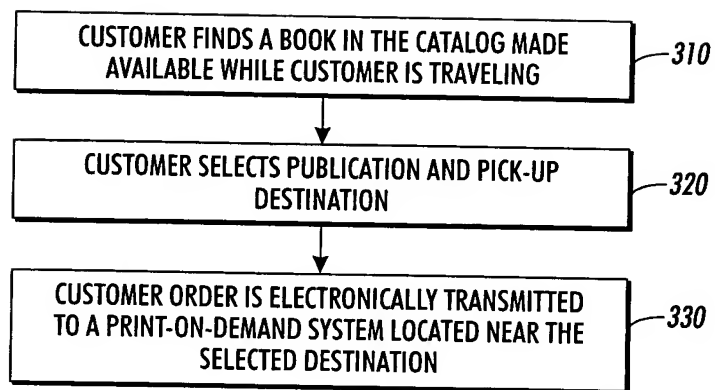 CUSTOMER FINDS A BOOK IN THE CATALOG MADE
AVAILABLE WHILE CUSTOMER IS TRAVELING
310
CUSTOMER SELECTS PUBLICATION AND PICK-UP
DESTINATION
320
CUSTOMER ORDER IS ELECTRONICALLY TRANSMITTED
TO A PRINT-ON-DEMAND SYSTEM LOCATED NEAR THE
SELECTED DESTINATION
330